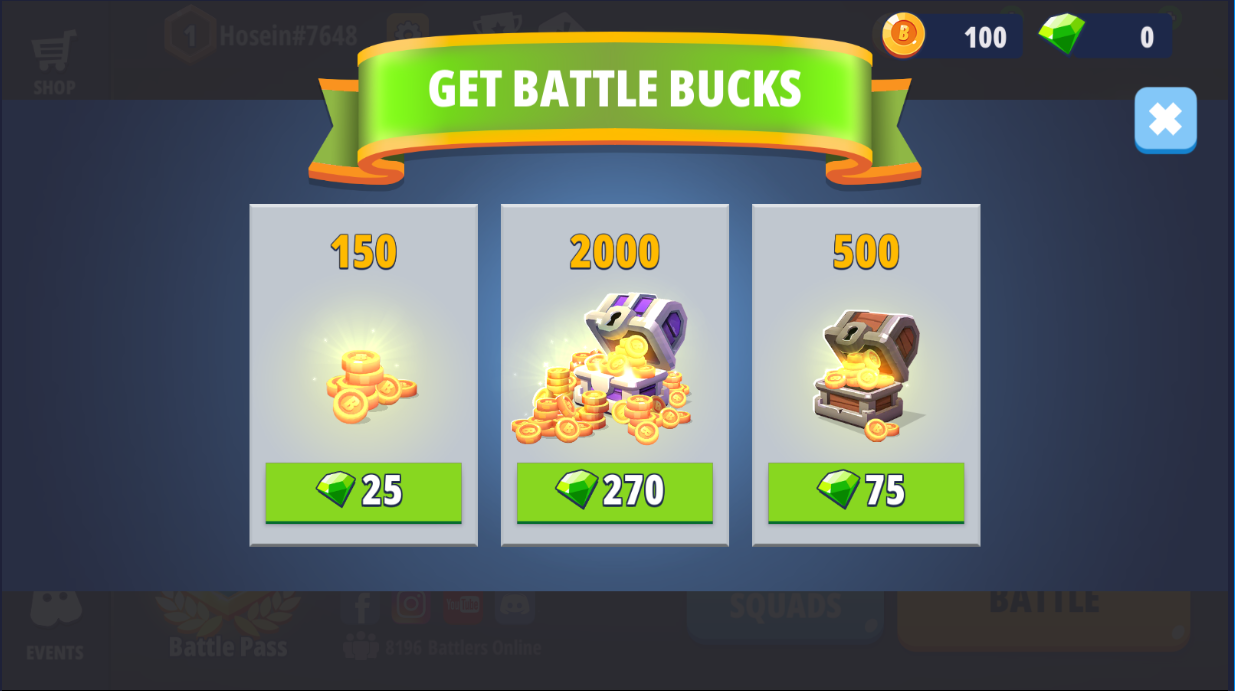 1 Hosein#7648
SHOP
B 100
0
GET BATTLE BUCKS
150
2000
500
25
270
75
EVENTS
Battle Pass
YouTube
8196 Battlers Online
SQUADS
BATTLE